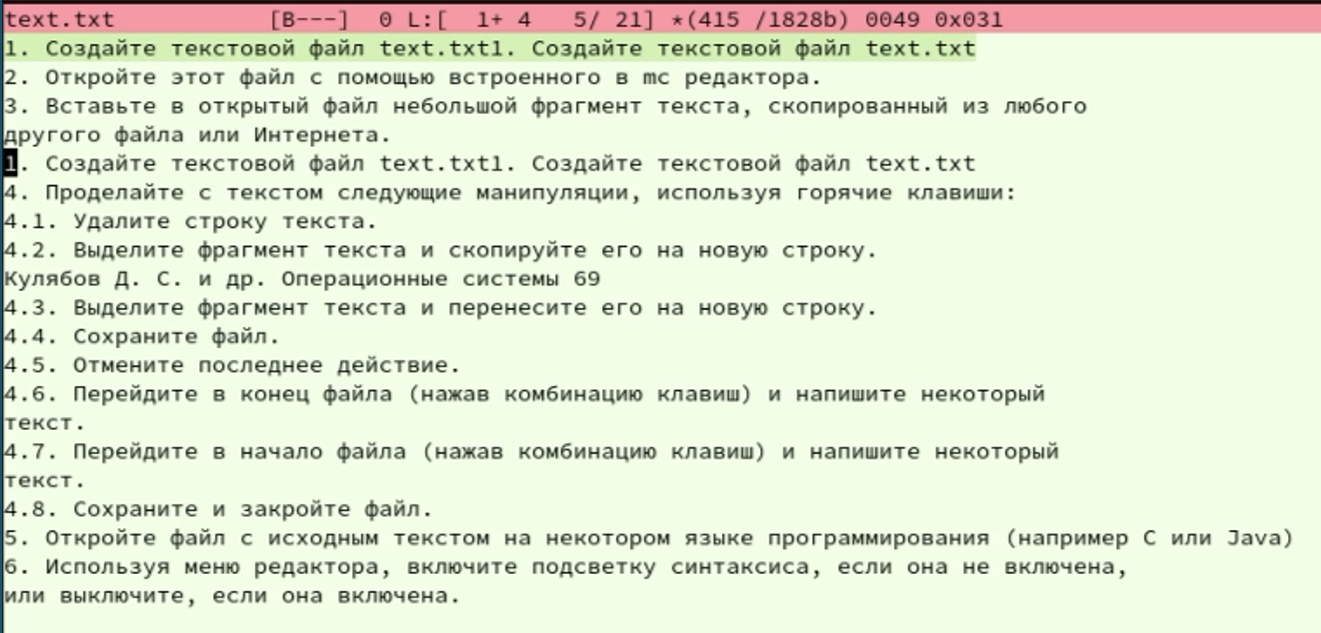 text.txt [B---] 0 L:[ 1+ 4 5/ 21] *(415 /1828b) 0049 0x031
1. Создайте текстовой файл text.txt1. Создайте текстовой файл text.txt
2. Откройте этот файл с помощью встроенного в mc редактора.
3. Вставьте в открытый файл небольшой фрагмент текста, скопированный из любого
другого файла или Интернета.
1. Создайте текстовой файл text.txt1. Создайте текстовой файл text.txt
4. Проделайте с текстом следующие манипуляции, используя горячие клавиши:
4.1. Удалите строку текста.
4.2. Выделите фрагмент текста и скопируйте его на новую строку.
Кулябов Д. С. и др. Операционные системы 69
4.3. Выделите фрагмент текста и перенесите его на новую строку.
4.4. Сохраните файл.
4.5. Отмените последнее действие.
4.6. Перейдите в конец файла (нажав комбинацию клавиш) и напишите некоторый
текст.
4.7. Перейдите в начало файла (нажав комбинацию клавиш) и напишите некоторый
текст.
4.8. Сохраните и закройте файл.
5. Откройте файл с исходным текстом на некотором языке программирования (например C или Java)
6. Используя меню редактора, включите подсветку синтаксиса, если она не включена,
или выключите, если она включена.